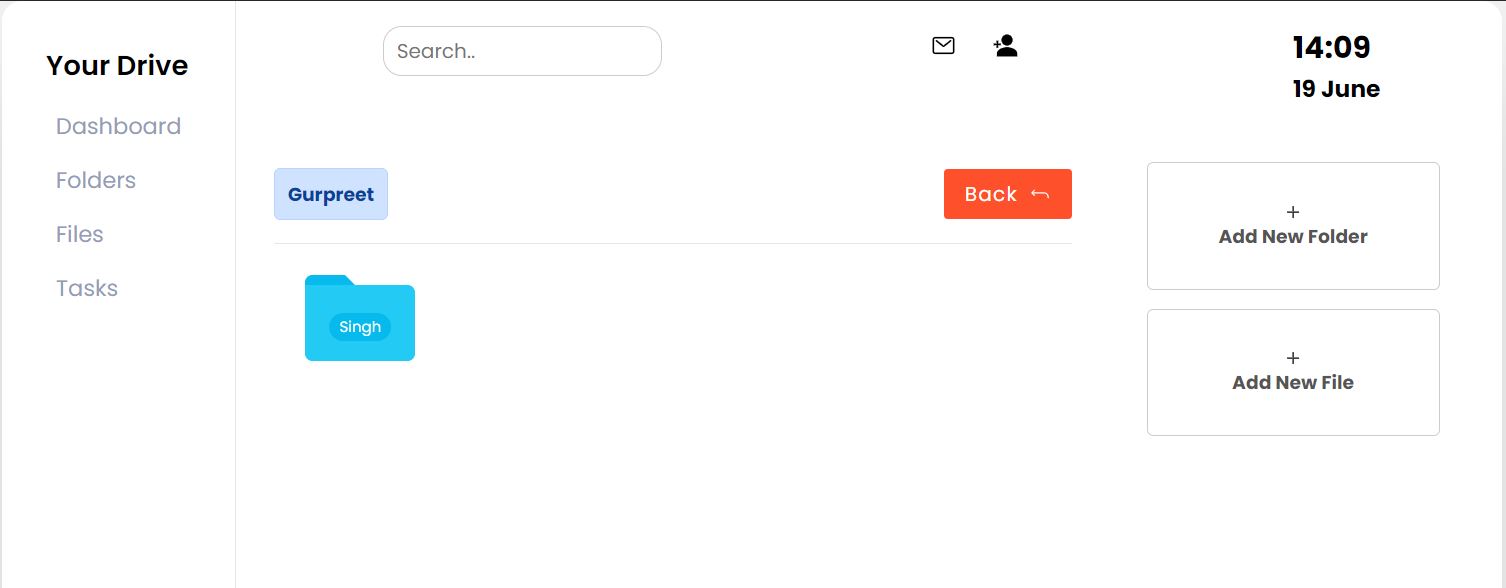 Your Drive
Dashboard
Folders
Files
Tasks
Search..
14:09
19 June
Gurpreet
Back
Singh
+
Add New Folder
+
Add New File